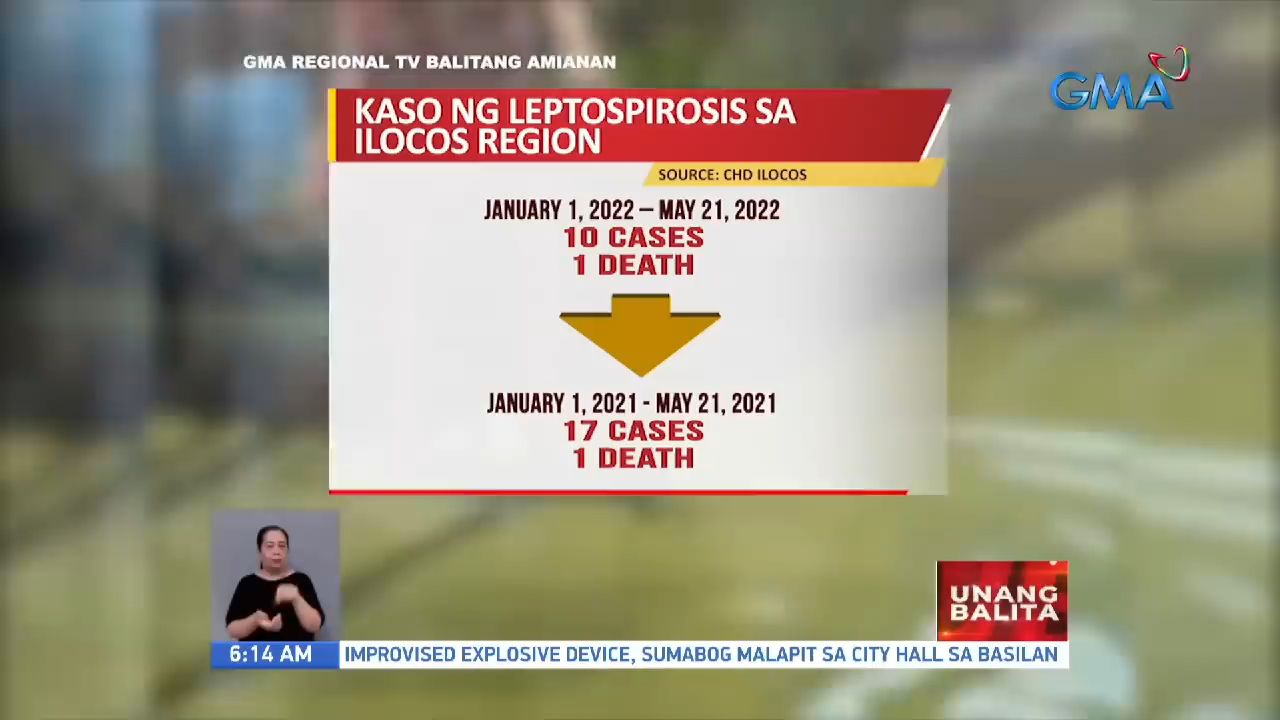 GMA REGIONAL TV BALITANG AMIANAN
GMA
KASO NG LEPTOSPIROSIS SA
ILOCOS REGION
SOURCE: CHD ILOCOS
JANUARY 1, 2022 – MAY 21, 2022
10 CASES
1 DEATH
JANUARY 1, 2021 - MAY 21, 2021
17 CASES
1 DEATH
UNANG
BALITA
6:14 AM
IMPROVISED EXPLOSIVE DEVICE, SUMABOG MALAPIT SA CITY HALL SA BASILAN